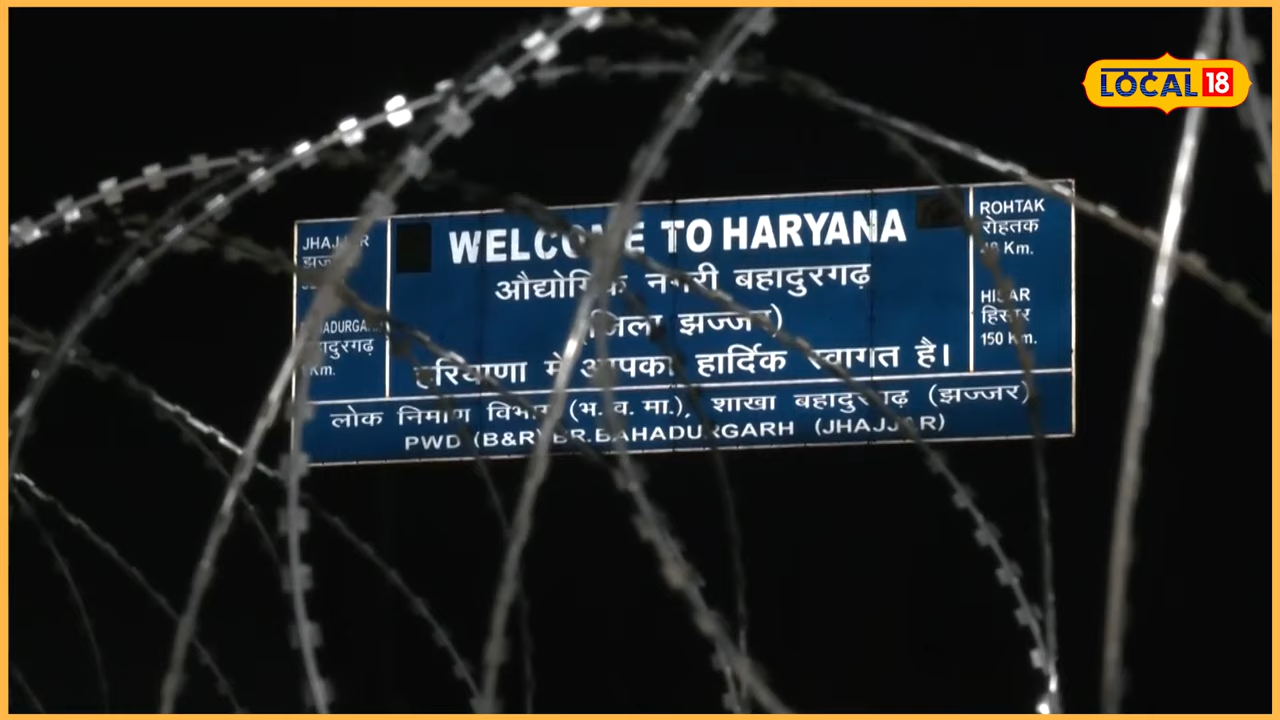 LOCAL 18
WELCOME TO HARYANA
औद्योगिक नगरी बहादुरगढ़
(जिला झज्जर)
हरियाणा में आपका हार्दिक स्वागत है।
JHAJJAR
झज्जर
BAHADURGARH
बहादुरगढ़
Km.
ROHTAK
रोहतक
Km.
HISAR
हिसार
150 Km.
लोक निर्माण विभाग (भ. व. मा.), शाखा बहादुरगढ़ (झज्जर)
PWD (B&R) BR.BAHADURGARH (JHAJJAR)